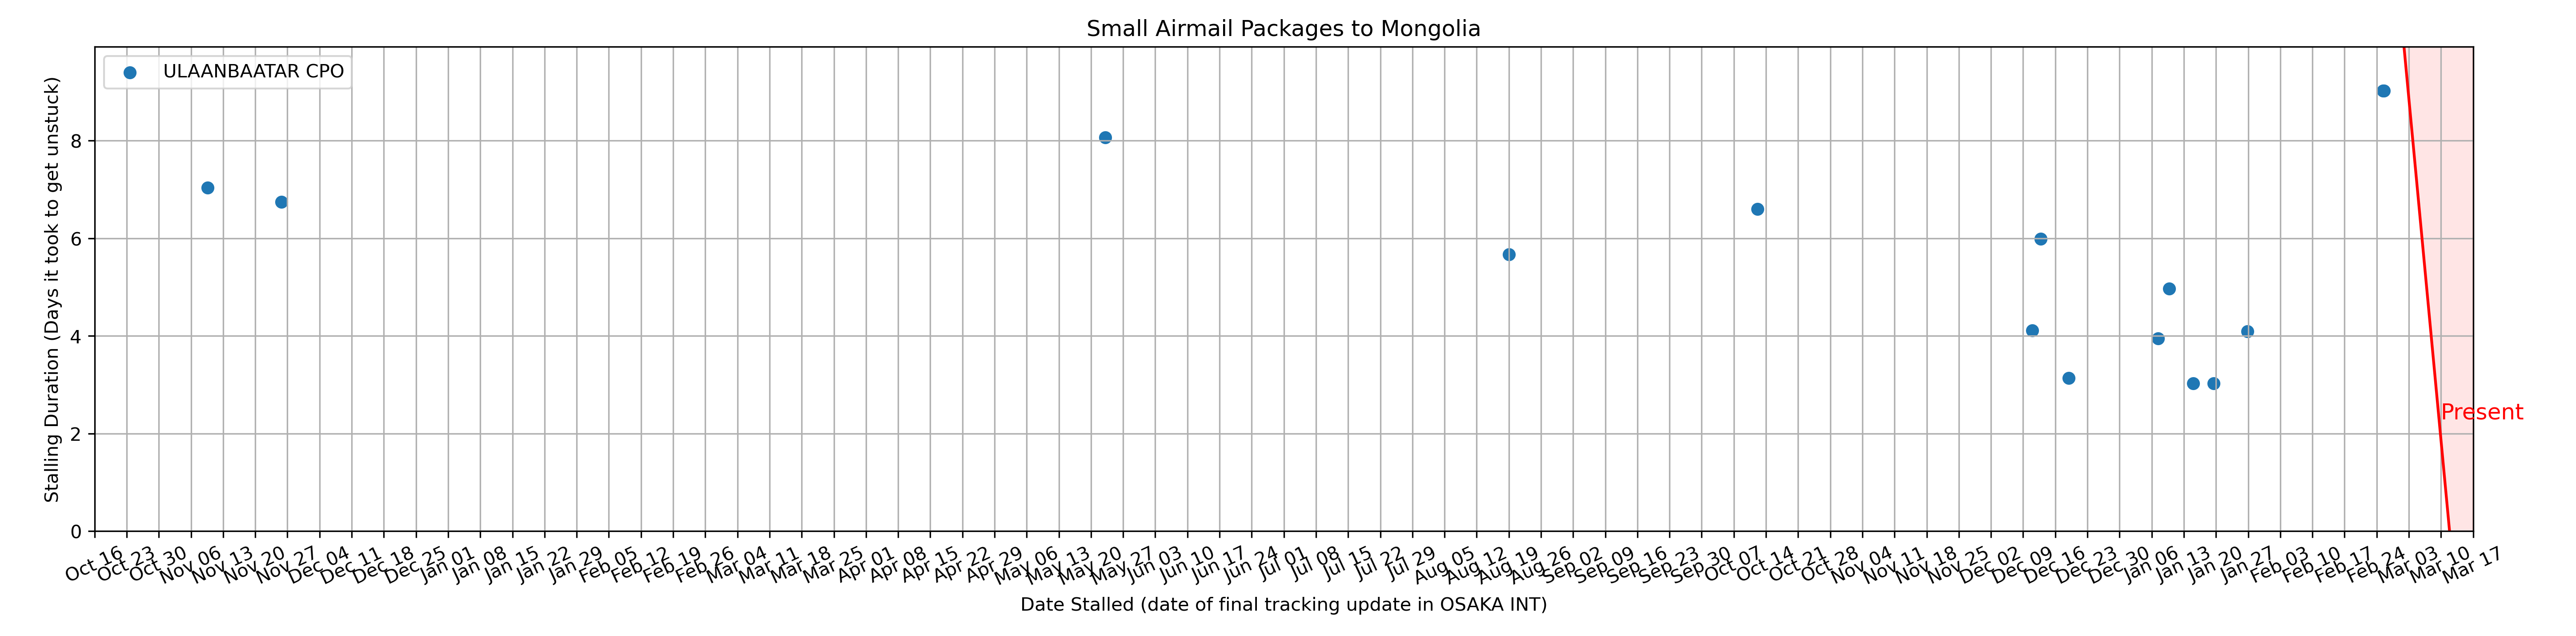 Small Airmail Packages to Mongolia
ULAANBAATAR CPO
Stalling Duration (Days it took to get unstuck)
8
6
4
2
0
Present
Oct 16
Oct 23
Oct 30
Nov 06
Nov 13
Nov 20
Nov 27
Dec 04
Dec 11
Dec 18
Dec 25
Jan 01
Jan 08
Jan 15
Jan 22
Jan 29
Feb 05
Feb 12
Feb 19
Feb 26
Mar 04
Mar 11
Mar 18
Mar 25
Apr 01
Apr 08
Apr 15
Apr 22
Apr 29
May 06
May 13
May 20
May 27
Jun 03
Jun 10
Jun 17
Jun 24
Jul 01
Jul 08
Jul 15
Jul 22
Jul 29
Aug 05
Aug 12
Aug 19
Aug 26
Sep 02
Sep 09
Sep 16
Sep 23
Sep 30
Oct 07
Oct 14
Oct 21
Oct 28
Nov 04
Nov 11
Nov 18
Nov 25
Dec 02
Dec 09
Dec 16
Dec 23
Dec 30
Jan 06
Jan 13
Jan 20
Jan 27
Feb 03
Feb 10
Feb 17
Feb 24
Mar 03
Mar 10
Mar 17
Date Stalled (date of final tracking update in OSAKA INT)